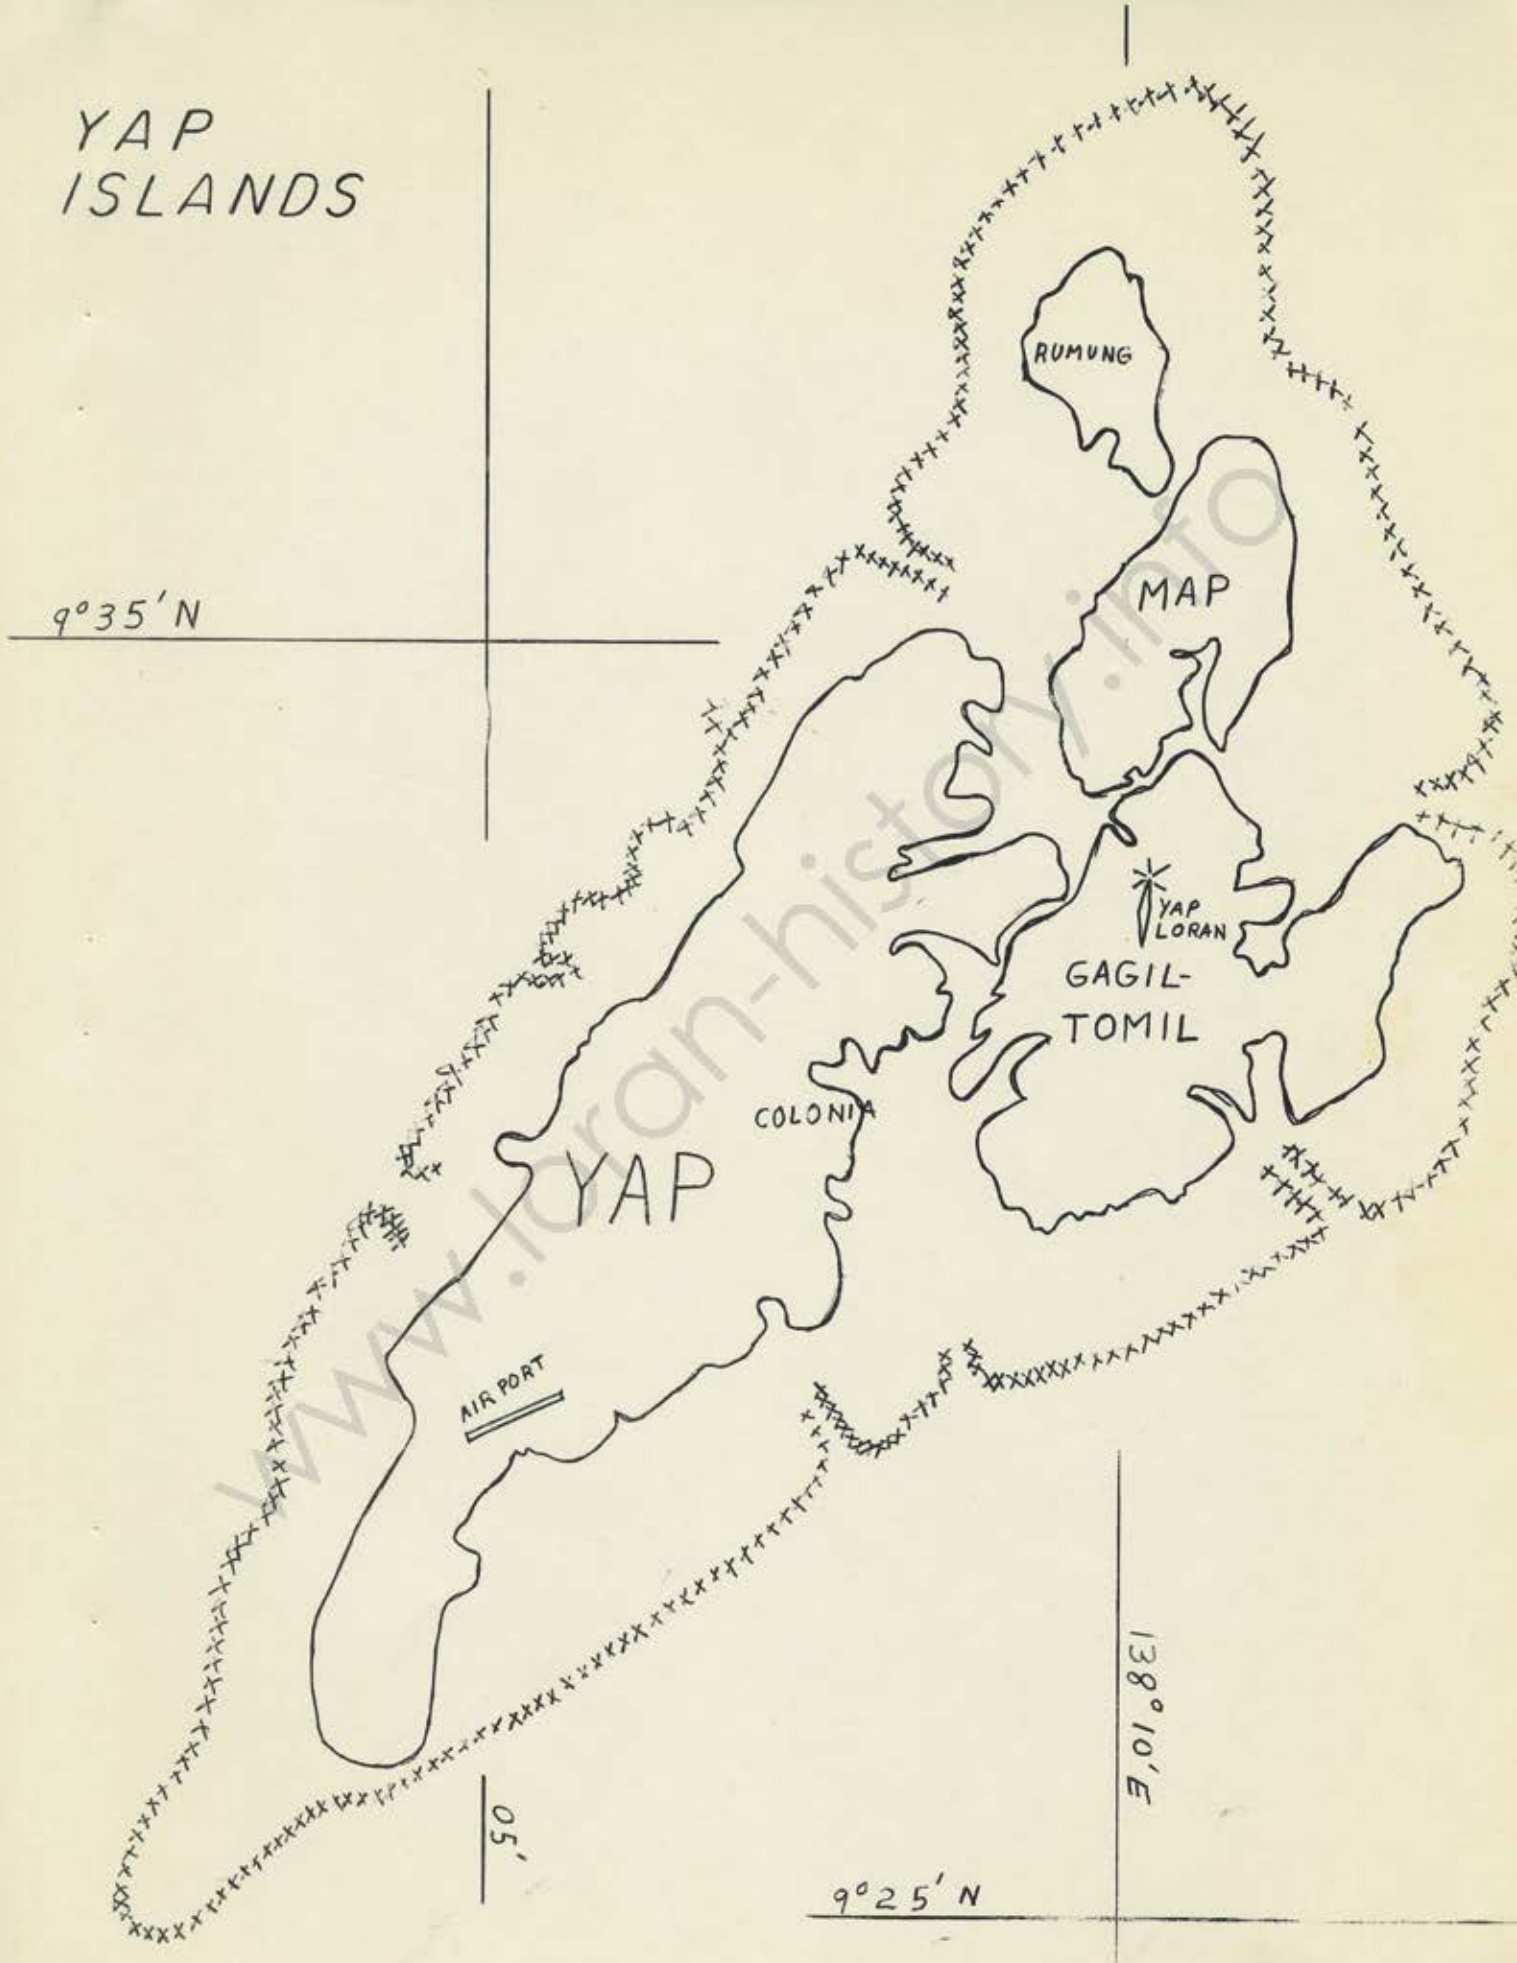 YAP
ISLANDS
RUMUNG
MAP
9°35'N
YAP
LORAN
GAGIL-
TOMIL
COLONIA
YAP
AIR PORT
138°10'E
05'
9°25'N
www.loran-history.info